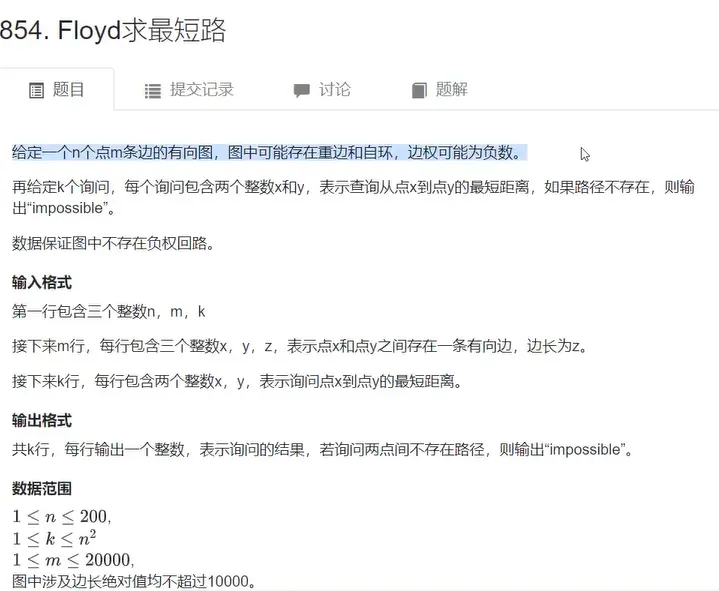 854. Floyd求最短路
题目 提交记录 讨论 题解
给定一个n个点m条边的有向图，图中可能存在重边和自环，边权可能为负数。
再给定k个询问，每个询问包含两个整数x和y，表示查询从点x到点y的最短距离，如果路径不存在，则输
出“impossible”。
数据保证图中不存在负权回路。
输入格式
第一行包含三个整数n，m，k
接下来m行，每行包含三个整数x，y，z，表示点x和点y之间存在一条有向边，边长为z。
接下来k行，每行包含两个整数x，y，表示询问点x到点y的最短距离。
输出格式
共k行，每行输出一个整数，表示询问的结果，若询问两点间不存在路径，则输出“impossible”。
数据范围
1 ≤ n ≤ 200,
1 ≤ k ≤ n²
1 ≤ m ≤ 20000,
图中涉及边长绝对值均不超过10000。